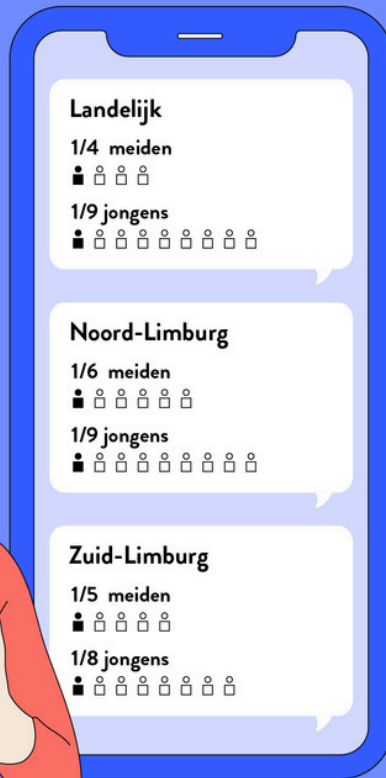 Landelijk
1/4 meiden
1/9 jongens
Noord-Limburg
1/6 meiden
1/9 jongens
Zuid-Limburg
1/5 meiden
1/8 jongens